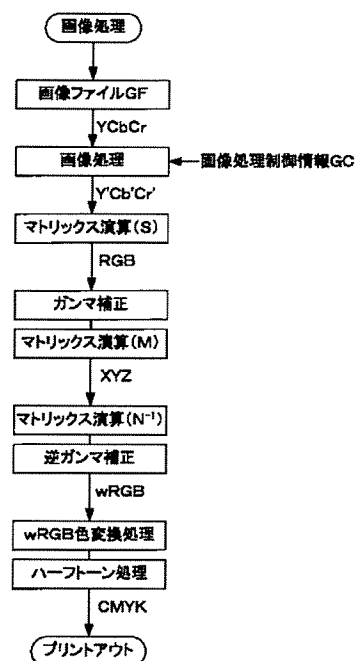 画像処理
画像ファイルGF
YCbCr
画像処理
画像処理制御情報GC
Y'Cb'Cr'
マトリックス演算(S)
RGB
ガンマ補正
マトリックス演算(M)
XYZ
マトリックス演算(N⁻¹)
逆ガンマ補正
wRGB
wRGB色変換処理
ハーフトーン処理
CMYK
プリントアウト